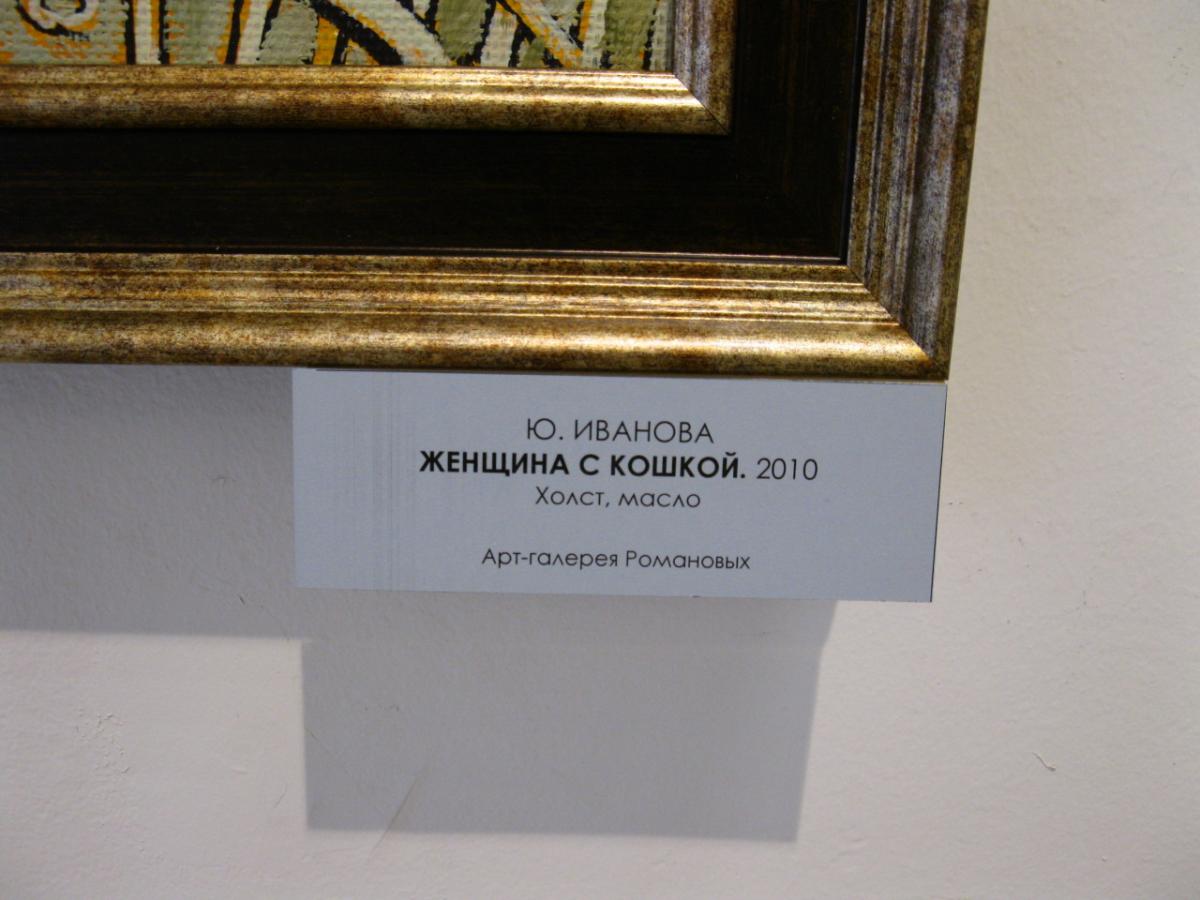 Ю. ИВАНОВА
ЖЕНЩИНА С КОШКОЙ. 2010
Холст, масло
Арт-галерея Романовых